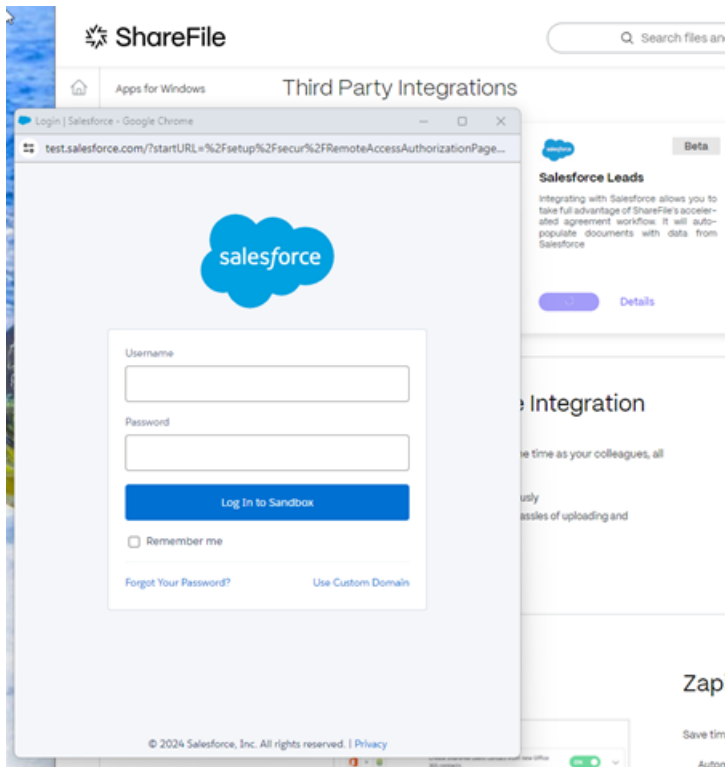 ShareFile
Search files and
Apps for Windows
Third Party Integrations
Login | Salesforce - Google Chrome
test.salesforce.com/?startURL=%2Fsetup%2Fsecur%2FRemoteAccessAuthorizationPage...
salesforce
Username
Password
Log In to Sandbox
Remember me
Forgot Your Password?
Use Custom Domain
© 2024 Salesforce, Inc. All rights reserved. | Privacy
salesforce
Beta
Salesforce Leads
Integrating with Salesforce allows you to
take full advantage of ShareFile's acceler-
ated agreement workflow. It will auto-
populate documents with data from
Salesforce
Details
e Integration
ne time as your colleagues, all
usly
assles of uploading and
Zap
Save tim
Autor
ON